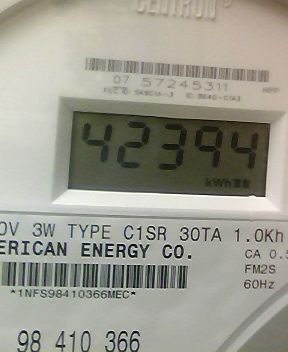 CENTRON®
07 57245311
42394
kWh
0V 3W TYPE C1SR 30TA 1.0Kh
ERICAN ENERGY CO.
CA 0.5
FM2S
60Hz
*1NFS98410366MEC*
98 410 366